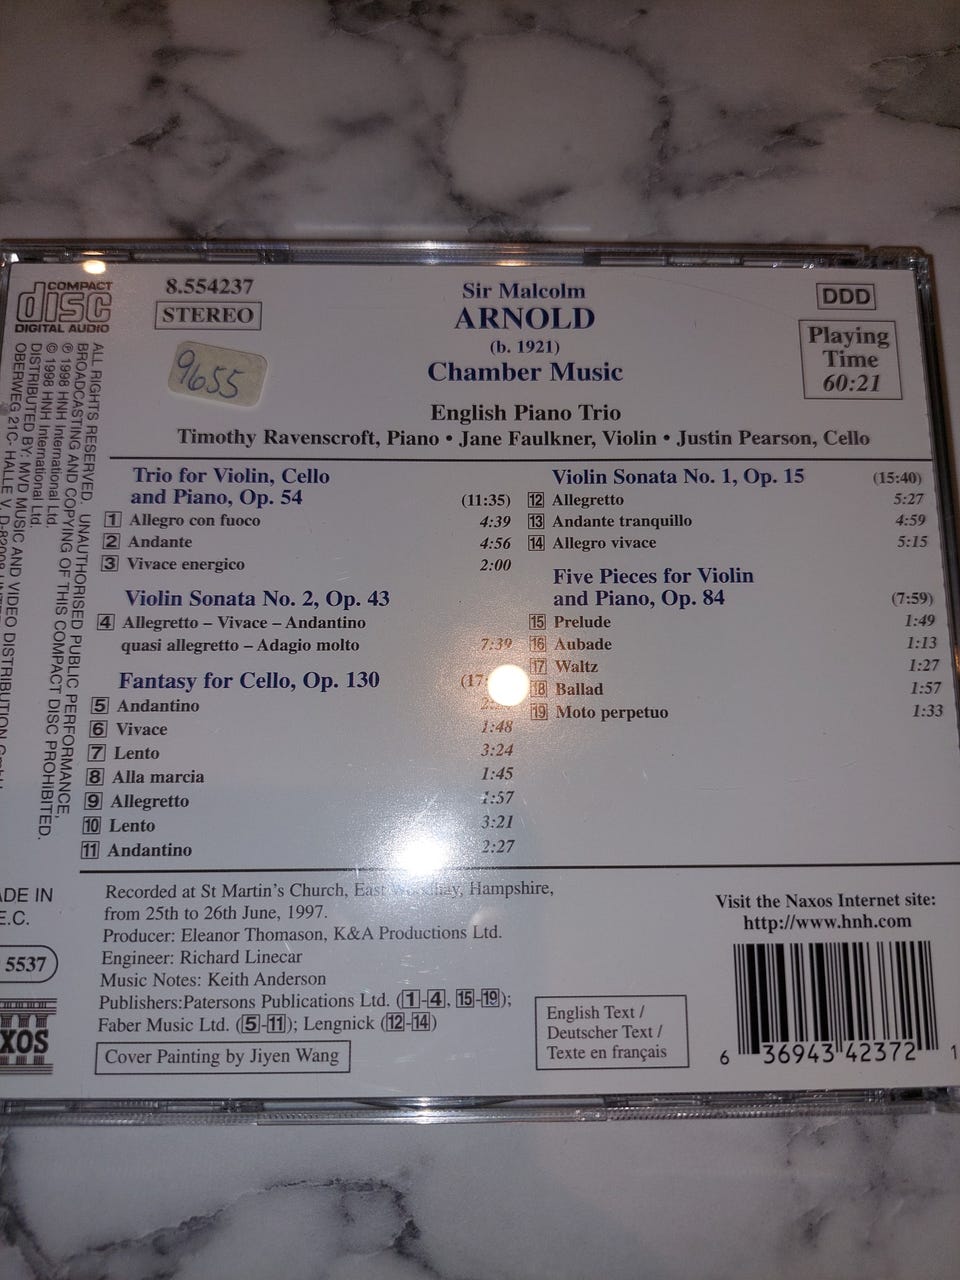 COMPACT
disc
DIGITAL AUDIO
8.554237
STEREO
9655
Sir Malcolm
ARNOLD
(b. 1921)
Chamber Music
DDD
Playing
Time
60:21
English Piano Trio
Timothy Ravenscroft, Piano • Jane Faulkner, Violin • Justin Pearson, Cello
Trio for Violin, Cello
and Piano, Op. 54 (11:35)
1 Allegro con fuoco 4:39
2 Andante 4:56
3 Vivace energico 2:00
Violin Sonata No. 2, Op. 43
4 Allegretto – Vivace – Andantino
quasi allegretto – Adagio molto 7:39
Fantasy for Cello, Op. 130 (17:
5 Andantino
6 Vivace 1:48
7 Lento 3:24
8 Alla marcia 1:45
9 Allegretto 1:57
10 Lento 3:21
11 Andantino 2:27
Violin Sonata No. 1, Op. 15 (15:40)
12 Allegretto 5:27
13 Andante tranquillo 4:59
14 Allegro vivace 5:15
Five Pieces for Violin
and Piano, Op. 84 (7:59)
15 Prelude 1:49
16 Aubade 1:13
17 Waltz 1:27
18 Ballad 1:57
19 Moto perpetuo 1:33
Recorded at St Martin's Church, East Woodhay, Hampshire,
from 25th to 26th June, 1997.
Producer: Eleanor Thomason, K&A Productions Ltd.
Engineer: Richard Linecar
Music Notes: Keith Anderson
Publishers:Patersons Publications Ltd. (1-4, 15-19);
Faber Music Ltd. (5-11); Lengnick (12-14)
Cover Painting by Jiyen Wang
English Text /
Deutscher Text /
Texte en français
Visit the Naxos Internet site:
http://www.hnh.com
6 36943 42372 1
ALL RIGHTS RESERVED. UNAUTHORISED PUBLIC PERFORMANCE,
BROADCASTING AND COPYING OF THIS COMPACT DISC PROHIBITED.
℗ 1998 HNH International Ltd.
© 1998 HNH International Ltd.
DISTRIBUTED BY: MVD MUSIC AND VIDEO DISTRIBUTION GmbH
OBERWEG 21C- HALLE V, D-82008
ADE IN
E.C.
5537
XOS